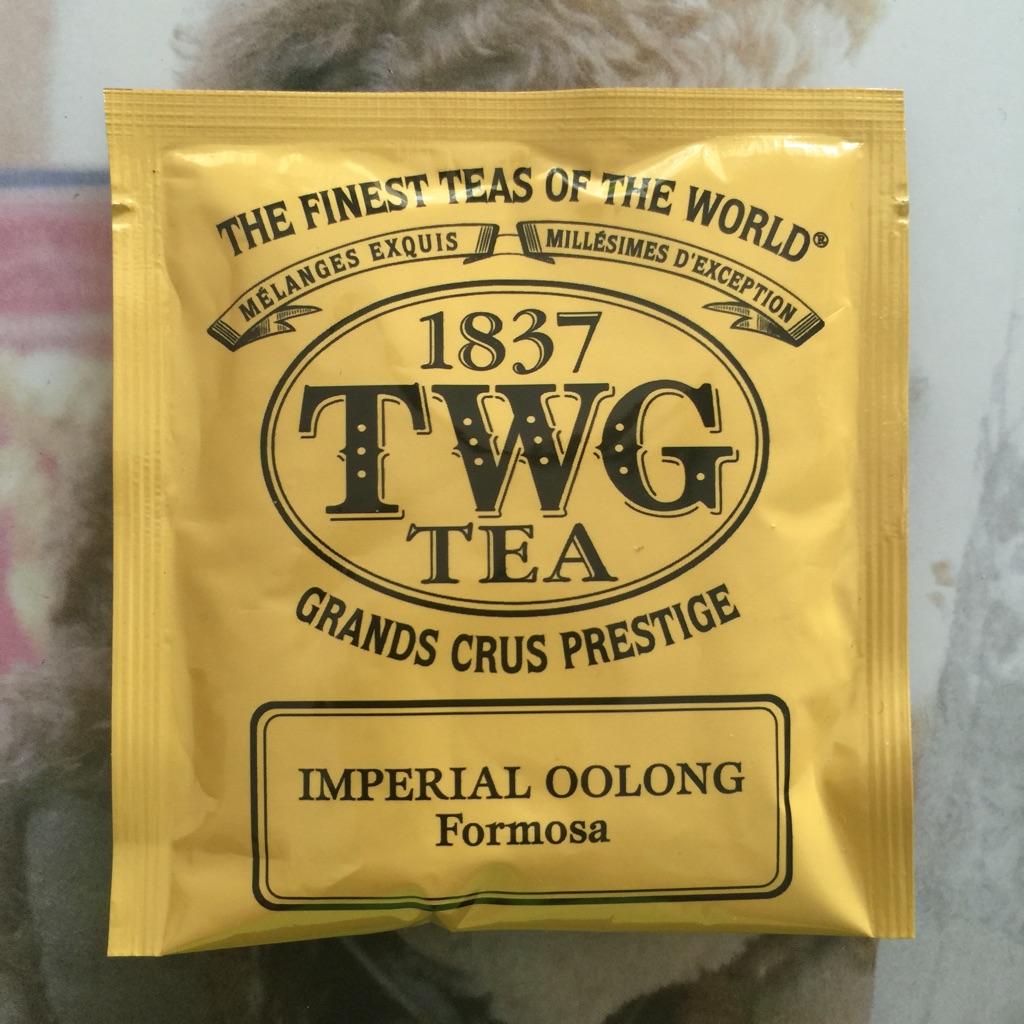 THE FINEST TEAS OF THE WORLD®
MÉLANGES EXQUIS MILLÉSIMES D'EXCEPTION
1837
TWG
TEA
GRANDS CRUS PRESTIGE
IMPERIAL OOLONG
Formosa